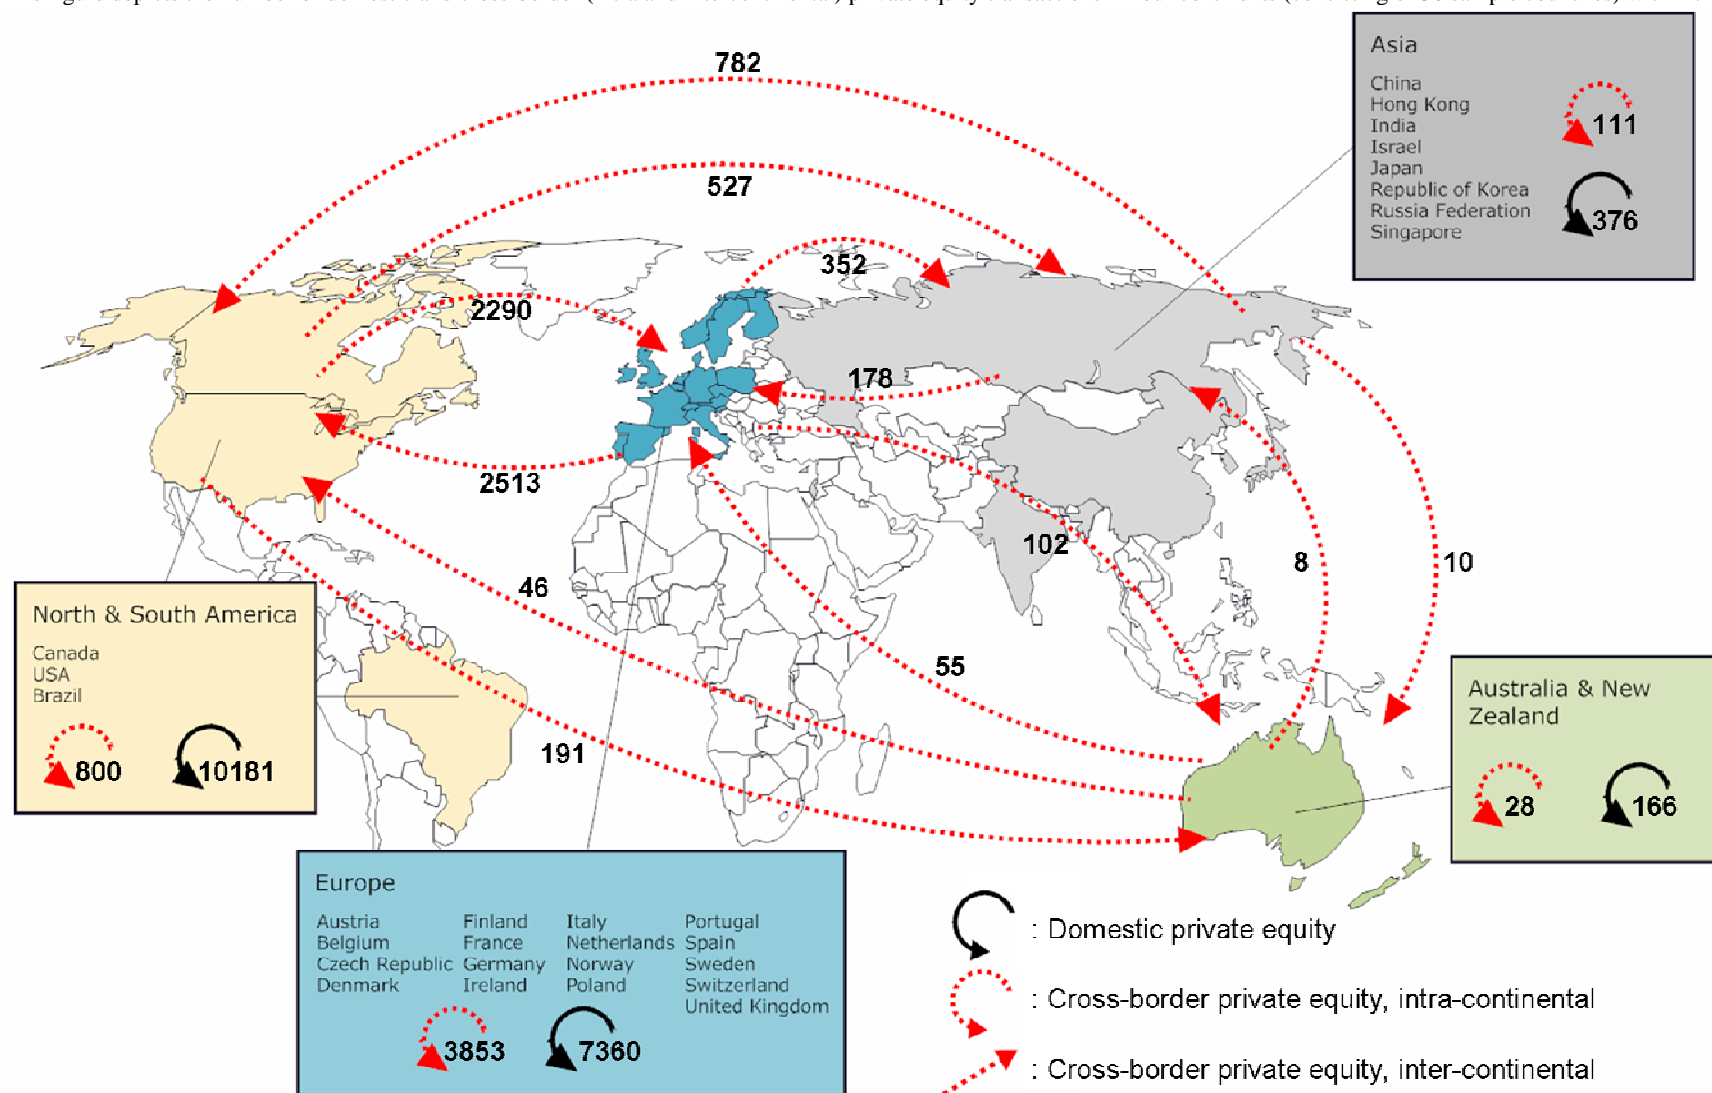 782
527
352
2290
178
2513
102
8
10
46
55
191
Asia
China
Hong Kong
India
Israel
Japan
Republic of Korea
Russia Federation
Singapore
111
376
North & South America
Canada
USA
Brazil
800
10181
Australia & New
Zealand
28
166
Europe
Austria Finland Italy Portugal
Belgium France Netherlands Spain
Czech Republic Germany Norway Sweden
Denmark Ireland Poland Switzerland
United Kingdom
3853
7360
: Domestic private equity
: Cross-border private equity, intra-continental
: Cross-border private equity, inter-continental